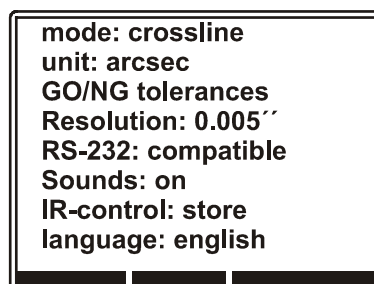 mode: crossline
unit: arcsec
GO/NG tolerances
Resolution: 0.005´´
RS-232: compatible
Sounds: on
IR-control: store
language: english